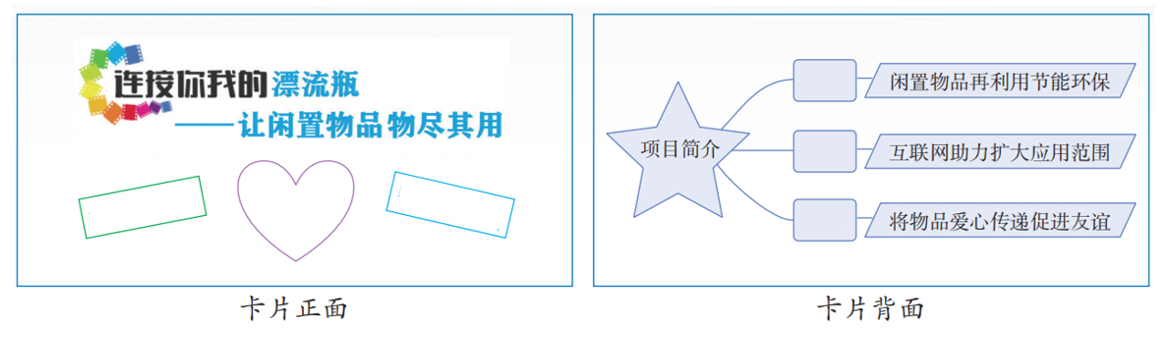 连接你我的漂流瓶
——让闲置物品物尽其用
卡片正面
项目简介
闲置物品再利用节能环保
互联网助力扩大应用范围
将物品爱心传递促进友谊
卡片背面